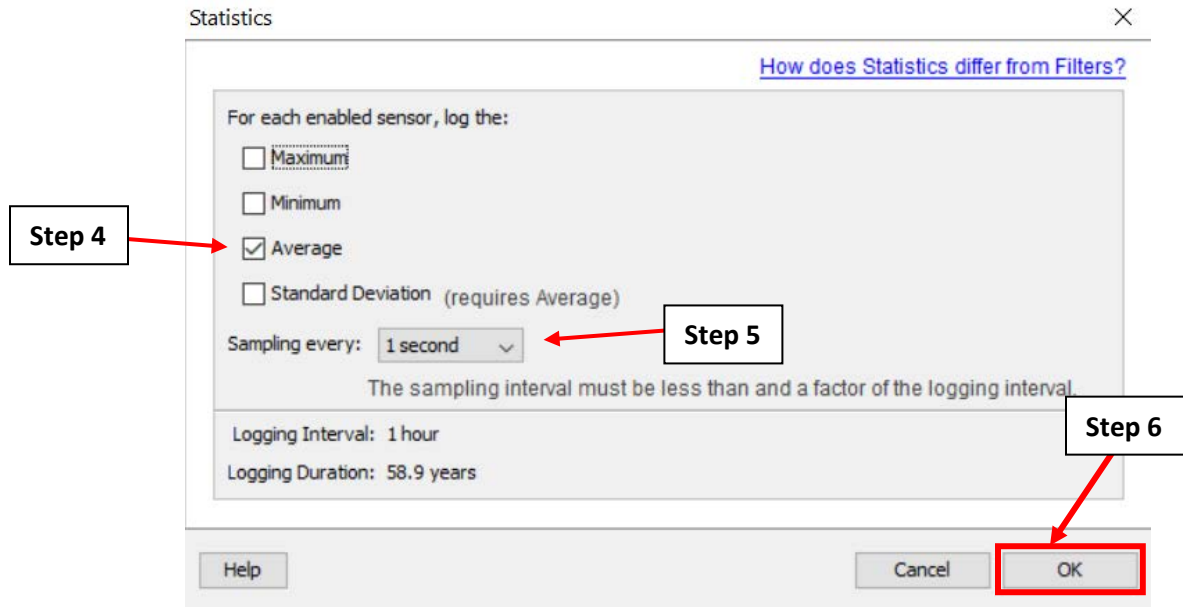 Statistics
How does Statistics differ from Filters?
For each enabled sensor, log the:
Maximum
Minimum
Step 4
Average
Standard Deviation (requires Average)
Step 5
Sampling every: 1 second
The sampling interval must be less than and a factor of the logging interval.
Step 6
Logging Interval: 1 hour
Logging Duration: 58.9 years
Help Cancel OK